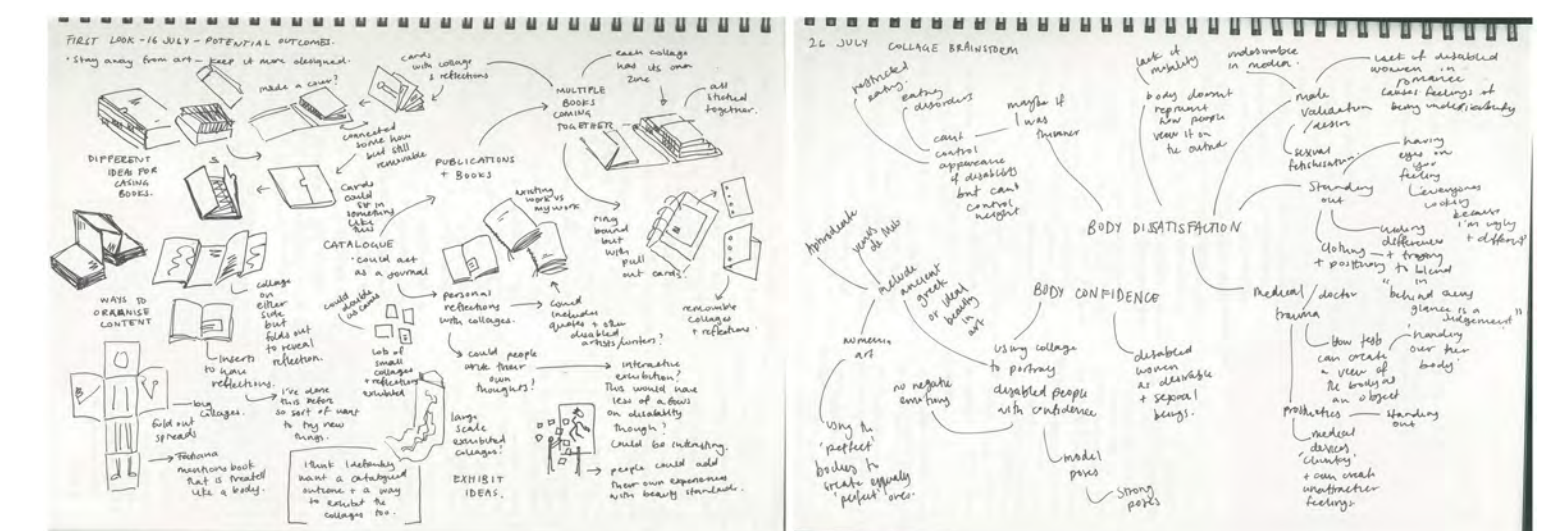 FIRST LOOK - 16 JULY - POTENTIAL OUTCOMES.
• Stay away from art - keep it more designed.
made a cover?
cards
with collage
& reflections
each collage
has its own
zone
all
stitched
together.
MULTIPLE
BOOKS
COMING
TOGETHER
connected
some how
but still
removable
DIFFERENT
IDEAS FOR
CASING
BOOKS.
PUBLICATIONS
+ BOOKS
cards
could
sit in
something
like
this
existing
work vs
my work
ring
bound
but
with
pull
out cards?
CATALOGUE
• could act
as a journal
WAYS TO
ORGANISE
CONTENT
collage
on
either
side
but
folds out
to reveal
reflection.
could double
as cards
personal
reflections
with collages.
could
include
quotes + other
disabled
artists/writers?
removable
collages
+ reflections.
inserts
to have
reflections.
lots of
small
collages
+ reflections
exhibited
could people
write their
own
thoughts?
interactive
exhibition?
This would have
less of a focus
on disability
though?
Could be interesting.
i've done
this before
so sort of want
to try new
things.
big
collages.
fold out
spreads
large
scale
exhibited
collages?
mentions book
that is treated
like a body.
I think I definitely
want a catalogued
outcome + a way
to exhibit the
collages too.
EXHIBIT
IDEAS.
people could add
their own experiences
with beauty standards.
26 JULY COLLAGE BRAINSTORM
restricted
eating
eating
disorders
maybe if
I was
thinner
cant
control
appearance
of disability
but can
control
weight
lack of
mobility
body doesnt
represent
how people
view it on
the outside
undesirable
in media.
male
validation
/desire
lack of disabled
women in
romance
causes feelings of
being undesirable
sexual
fetishisation.
Standing
out
having
eyes on
you
feeling
"everyones
looking
because
i'm ugly
+ different"
BODY DISSATISFACTION
hiding
difference
+ trying
to blend
in
clothing
+ positioning
"behind every
glance is a
judgement"
Aphrodite
venus
de milo
include
ancient
greek
or ideal
beauty
in
art
BODY CONFIDENCE
medical
trauma
/doctor
how tests
can create
a view of
the body as
an object
'handing
over their
body'
using collage
to portray
disabled people
with confidence
disabled
women
as desirable
+ sexual
beings.
no negative
emotions
using the
'perfect'
bodies to
create equally
'perfect' ones.
model
poses
strong
poses
prosthetics
standing
out
medical
devices
'clunky'
+ can create
unattractive
feelings